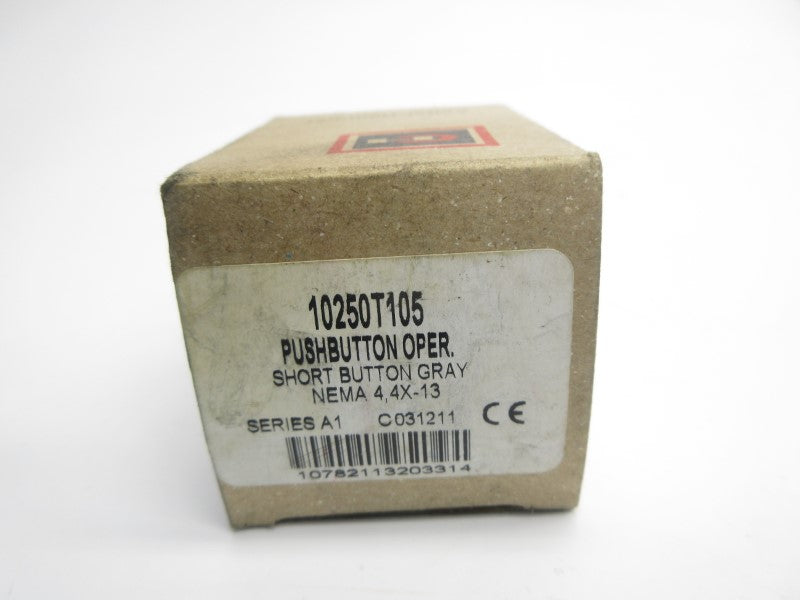 10250T105
PUSHBUTTON OPER.
SHORT BUTTON GRAY
NEMA 4,4X-13
SERIES A1 C031211 CE
10782113203314